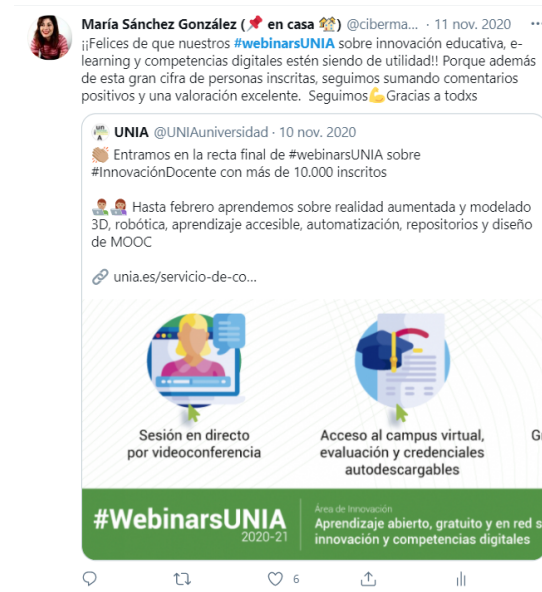 María Sánchez González (📌 en casa 🏡) @ciberma... · 11 nov. 2020 ···
¡¡Felices de que nuestros #webinarsUNIA sobre innovación educativa, e-
learning y competencias digitales estén siendo de utilidad!! Porque además
de esta gran cifra de personas inscritas, seguimos sumando comentarios
positivos y una valoración excelente. Seguimos💪Gracias a todxs
UNIA @UNIAuniversidad · 10 nov. 2020
👏🏽 Entramos en la recta final de #webinarsUNIA sobre
#InnovaciónDocente con más de 10.000 inscritos
👨🏽‍💻👩🏽‍💻 Hasta febrero aprendemos sobre realidad aumentada y modelado
3D, robótica, aprendizaje accesible, automatización, repositorios y diseño
de MOOC
🔗 unia.es/servicio-de-co...
Sesión en directo
por videoconferencia
Acceso al campus virtual,
evaluación y credenciales
autodescargables
G
#WebinarsUNIA
2020-21
Área de Innovación
Aprendizaje abierto, gratuito y en red s
innovación y competencias digitales
6